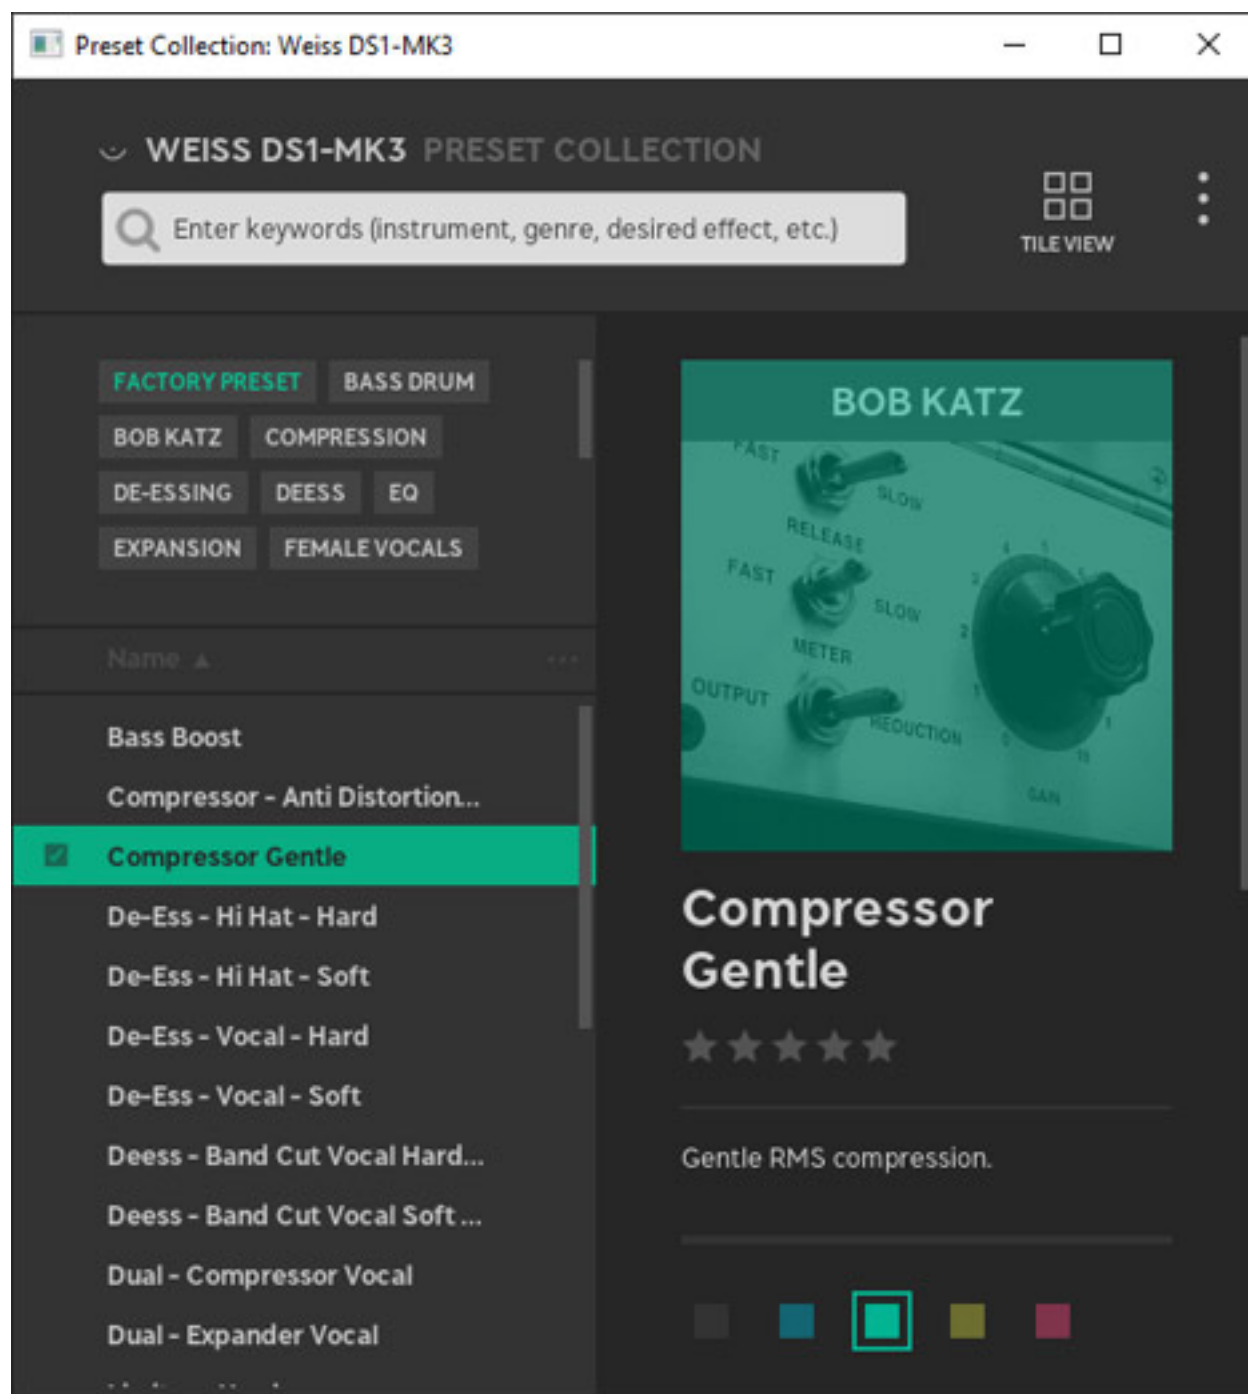 Preset Collection: Weiss DS1-MK3
WEISS DS1-MK3 PRESET COLLECTION
Enter keywords (instrument, genre, desired effect, etc.)
TILE VIEW
FACTORY PRESET BASS DRUM
BOB KATZ COMPRESSION
DE-ESSING DEESS EQ
EXPANSION FEMALE VOCALS
Name ▲ ...
Bass Boost
Compressor - Anti Distortion...
Compressor Gentle
De-Ess - Hi Hat - Hard
De-Ess - Hi Hat - Soft
De-Ess - Vocal - Hard
De-Ess - Vocal - Soft
Deess - Band Cut Vocal Hard...
Deess - Band Cut Vocal Soft ...
Dual - Compressor Vocal
Dual - Expander Vocal
BOB KATZ
FAST
SLOW
RELEASE
FAST
SLOW
METER
OUTPUT
REDUCTION
GAIN
Compressor
Gentle
Gentle RMS compression.